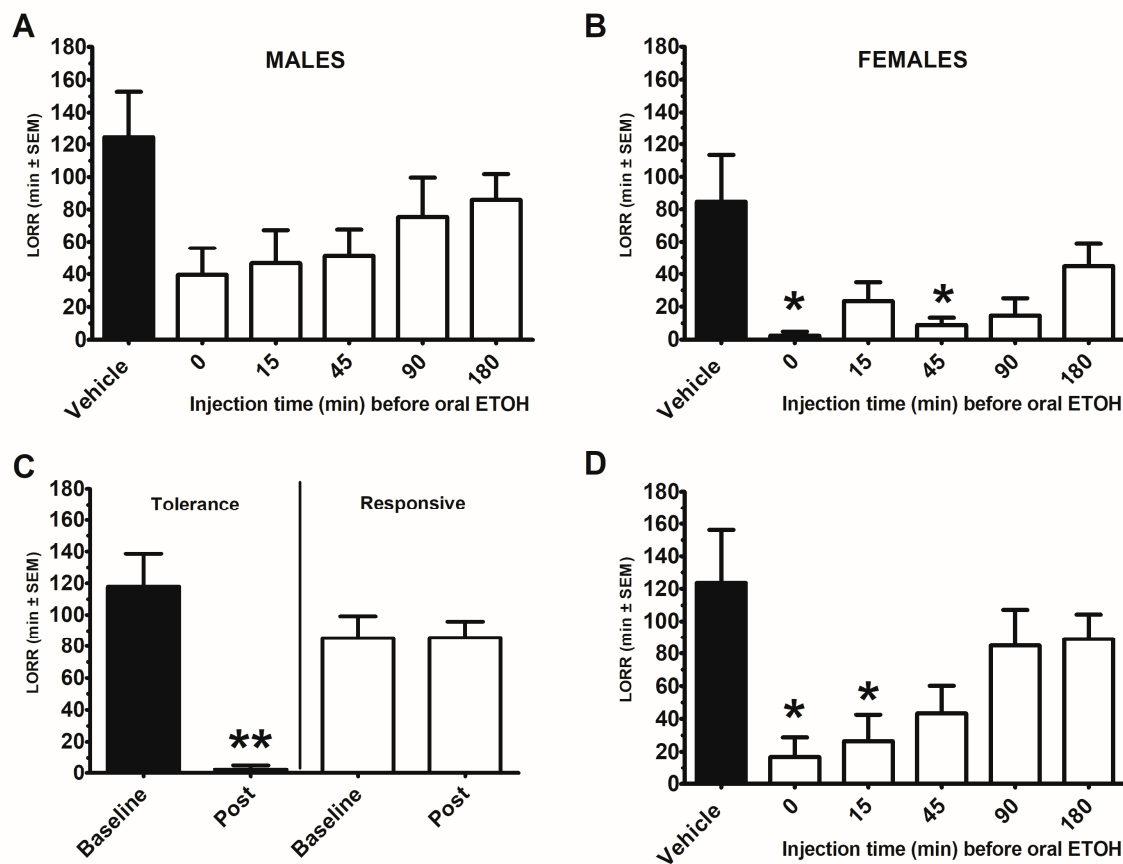 A
MALES
LORR (min ± SEM)
180
160
140
120
100
80
60
40
20
0
Vehicle
0
15
45
90
180
Injection time (min) before oral ETOH
B
FEMALES
LORR (min ± SEM)
180
160
140
120
100
80
60
40
20
0
*
*
Vehicle
0
15
45
90
180
Injection time (min) before oral ETOH
C
Tolerance
Responsive
LORR (min ± SEM)
180
160
140
120
100
80
60
40
20
0
**
Baseline
Post
Baseline
Post
D
LORR (min ± SEM)
180
160
140
120
100
80
60
40
20
0
*
*
Vehicle
0
15
45
90
180
Injection time (min) before oral ETOH